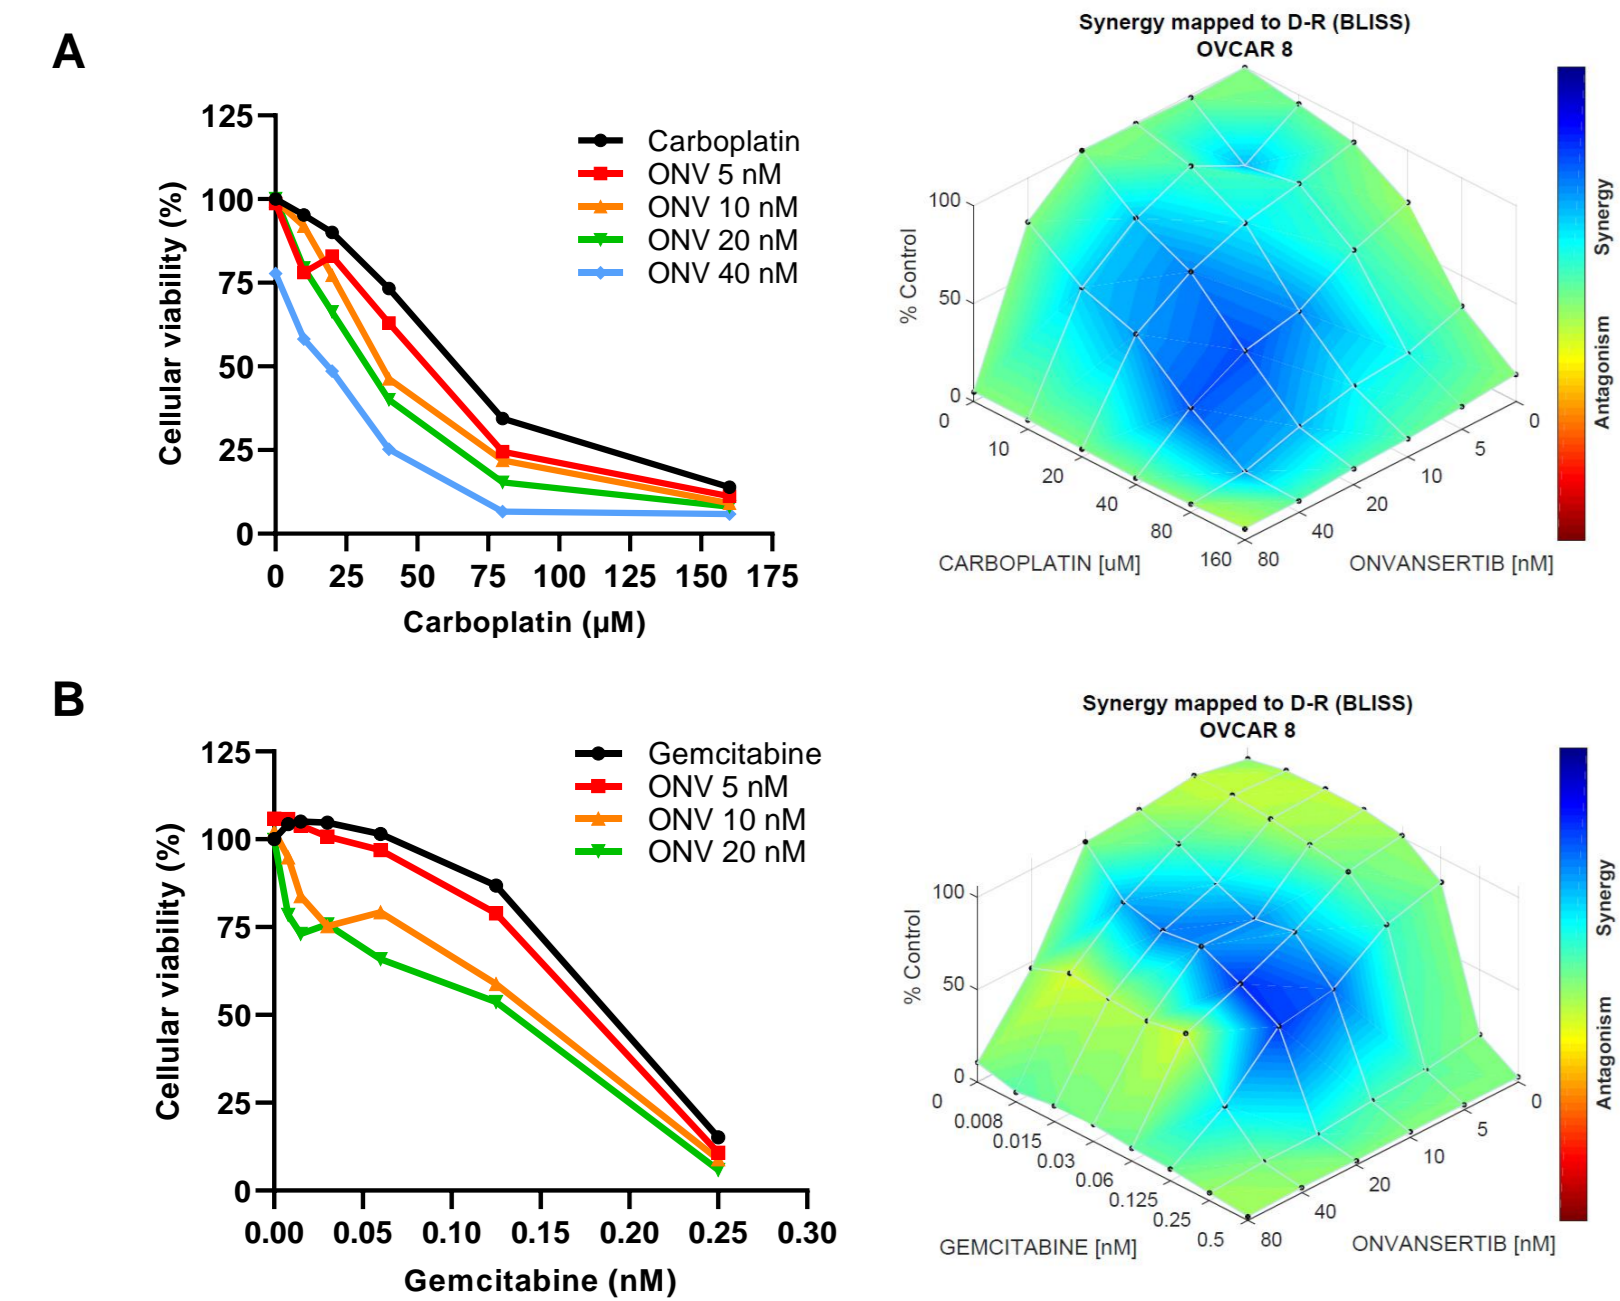 A
125
100
75
50
25
0
Cellular viability (%)
0 25 50 75 100 125 150 175
Carboplatin (µM)
Carboplatin
ONV 5 nM
ONV 10 nM
ONV 20 nM
ONV 40 nM
Synergy mapped to D-R (BLISS)
OVCAR 8
100
50
0
% Control
0
10
20
40
80
160
CARBOPLATIN [uM]
80
40
20
10
5
0
ONVANSERTIB [nM]
Synergy
Antagonism
B
125
100
75
50
25
0
Cellular viability (%)
0.00 0.05 0.10 0.15 0.20 0.25 0.30
Gemcitabine (nM)
Gemcitabine
ONV 5 nM
ONV 10 nM
ONV 20 nM
Synergy mapped to D-R (BLISS)
OVCAR 8
100
50
0
% Control
0
0.008
0.015
0.03
0.06
0.125
0.25
0.5
GEMCITABINE [nM]
80
40
20
10
5
0
ONVANSERTIB [nM]
Synergy
Antagonism